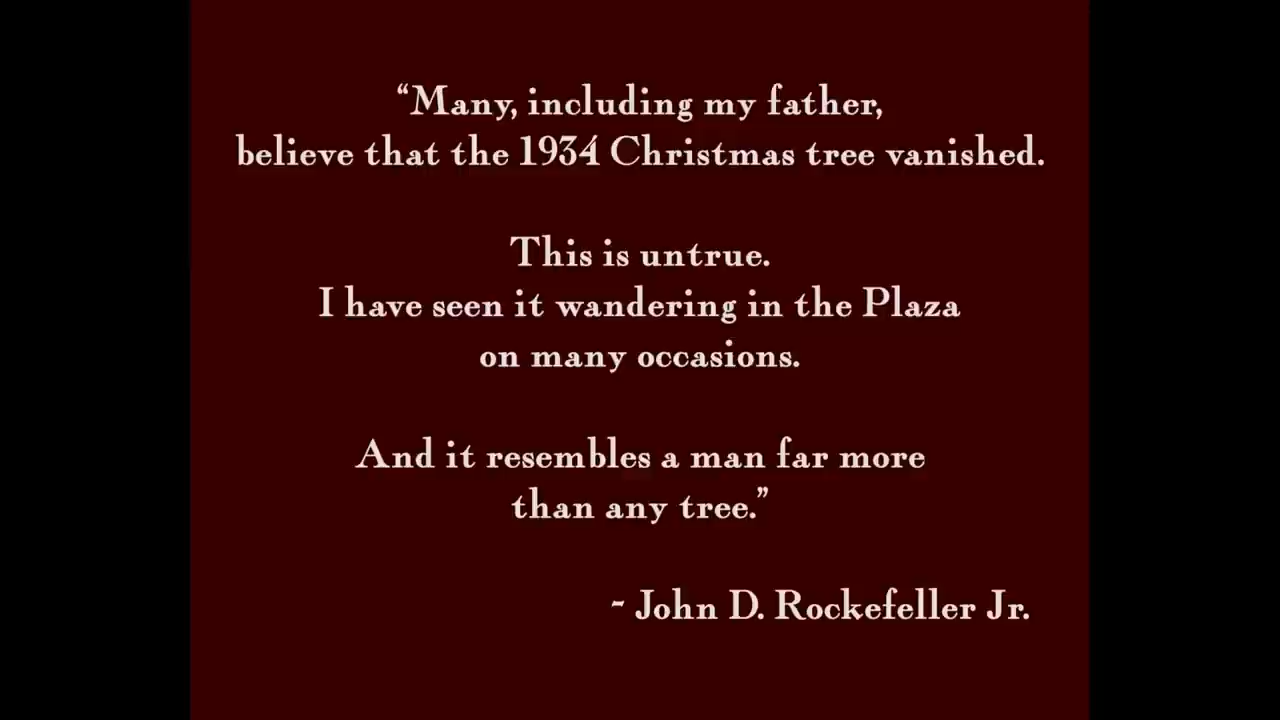 “Many, including my father,
believe that the 1934 Christmas tree vanished.
This is untrue.
I have seen it wandering in the Plaza
on many occasions.
And it resembles a man far more
than any tree.”
- John D. Rockefeller Jr.